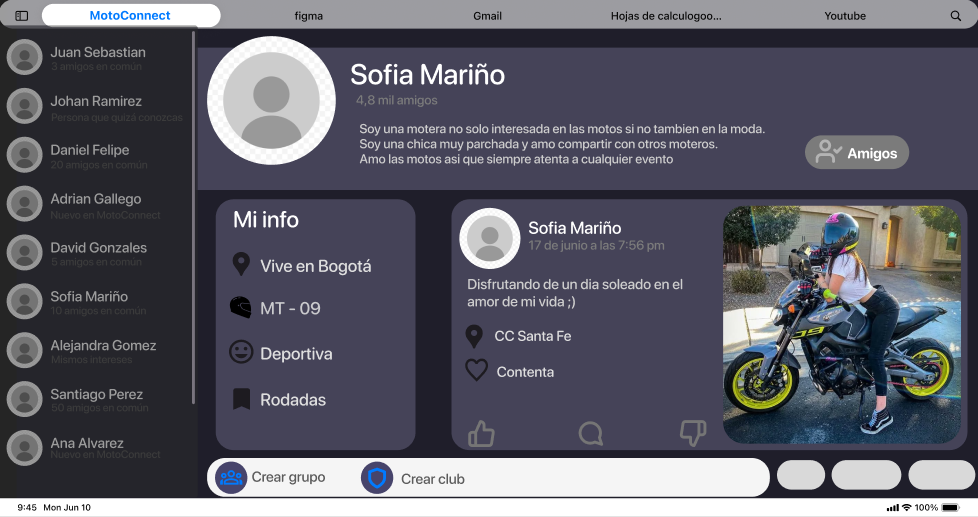 MotoConnect
figma
Gmail
Hojas de calculogoo...
Youtube
Juan Sebastian
3 amigos en común
Johan Ramirez
Persona que quizá conozcas
Daniel Felipe
20 amigos en común
Adrian Gallego
Nuevo en MotoConnect
David Gonzales
5 amigos en común
Sofia Mariño
10 amigos en común
Alejandra Gomez
Mismos intereses
Santiago Perez
50 amigos en común
Ana Alvarez
Nuevo en MotoConnect
Sofia Mariño
4,8 mil amigos
Soy una motera no solo interesada en las motos si no tambien en la moda.
Soy una chica muy parchada y amo compartir con otros moteros.
Amo las motos asi que siempre atenta a cualquier evento
Amigos
Mi info
Vive en Bogotá
MT - 09
Deportiva
Rodadas
Sofia Mariño
17 de junio a las 7:56 pm
Disfrutando de un dia soleado en el
amor de mi vida ;)
CC Santa Fe
Contenta
Crear grupo
Crear club
9:45 Mon Jun 10
100%